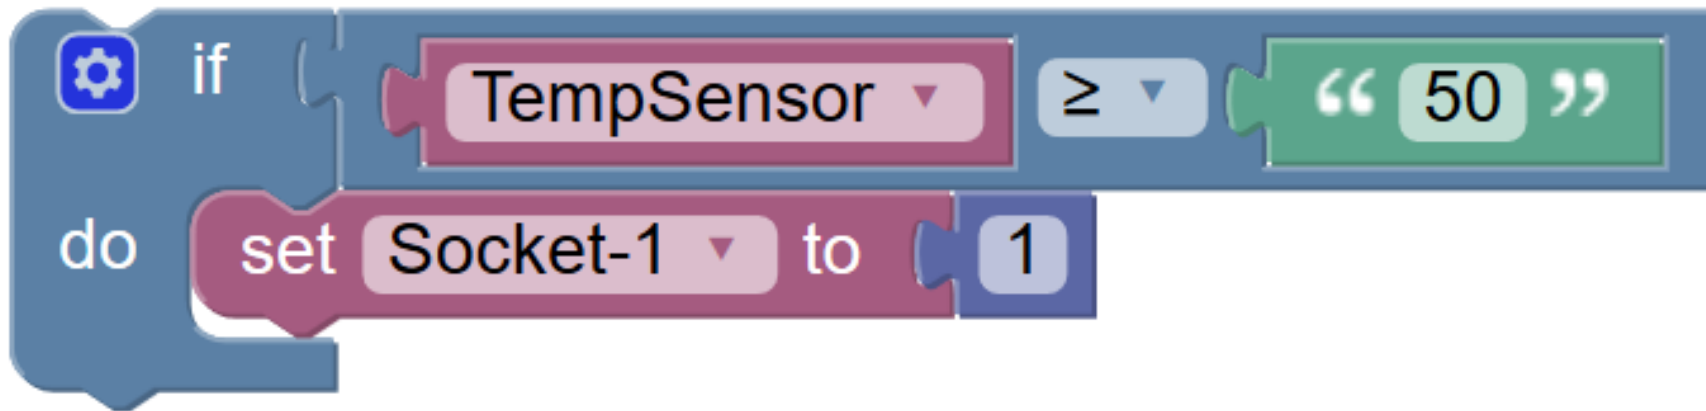 if TempSensor ≥ “ 50 ”
do set Socket-1 to 1